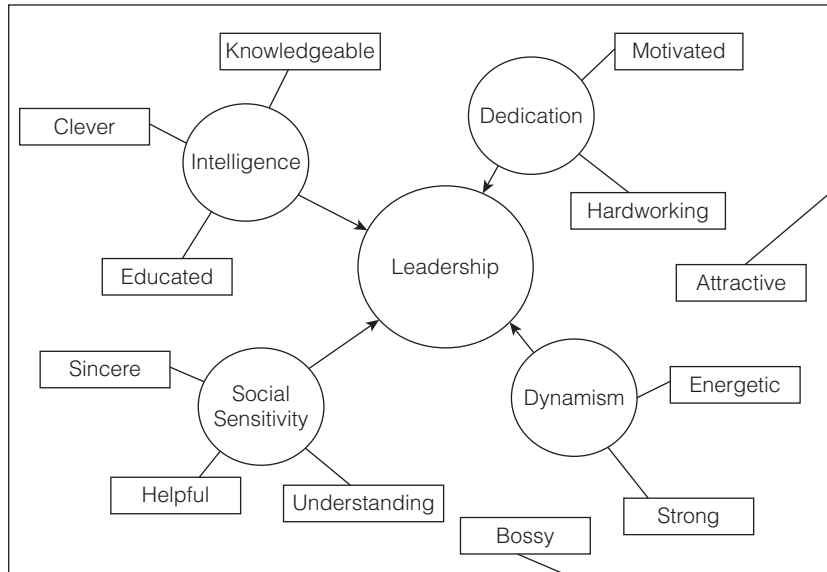 Knowledgeable
Motivated
Clever
Dedication
Intelligence
Hardworking
Leadership
Educated
Attractive
Sincere
Social
Sensitivity
Dynamism
Energetic
Helpful
Understanding
Strong
Bossy